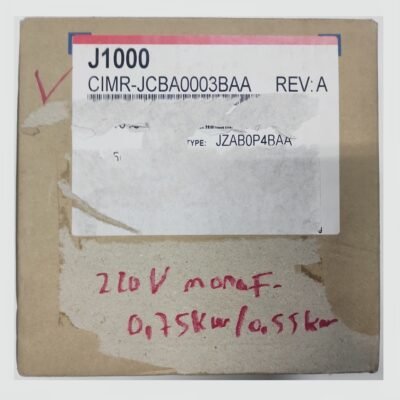 J1000
CIMR-JCBA0003BAA REV: A
TYPE: JZAB0P4BAA
220V monoF-
0,75Kw/0,55kw